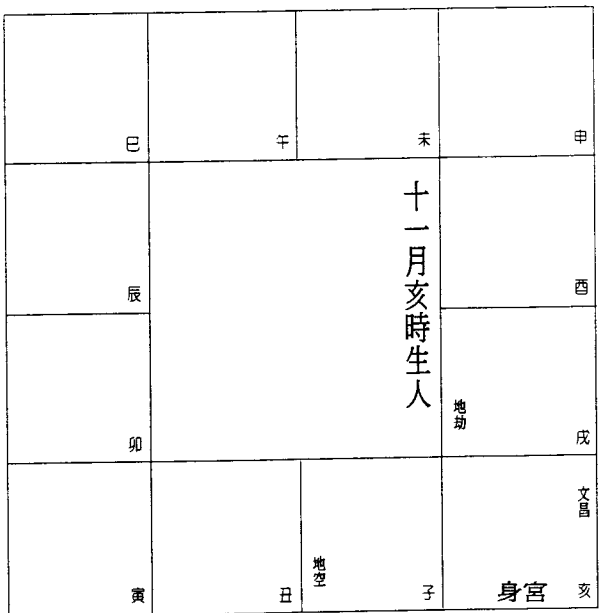 巳
午
未
申
辰
十一月亥時生人
酉
卯
地劫
戌
寅
丑
地空
子
文昌
身宮
亥